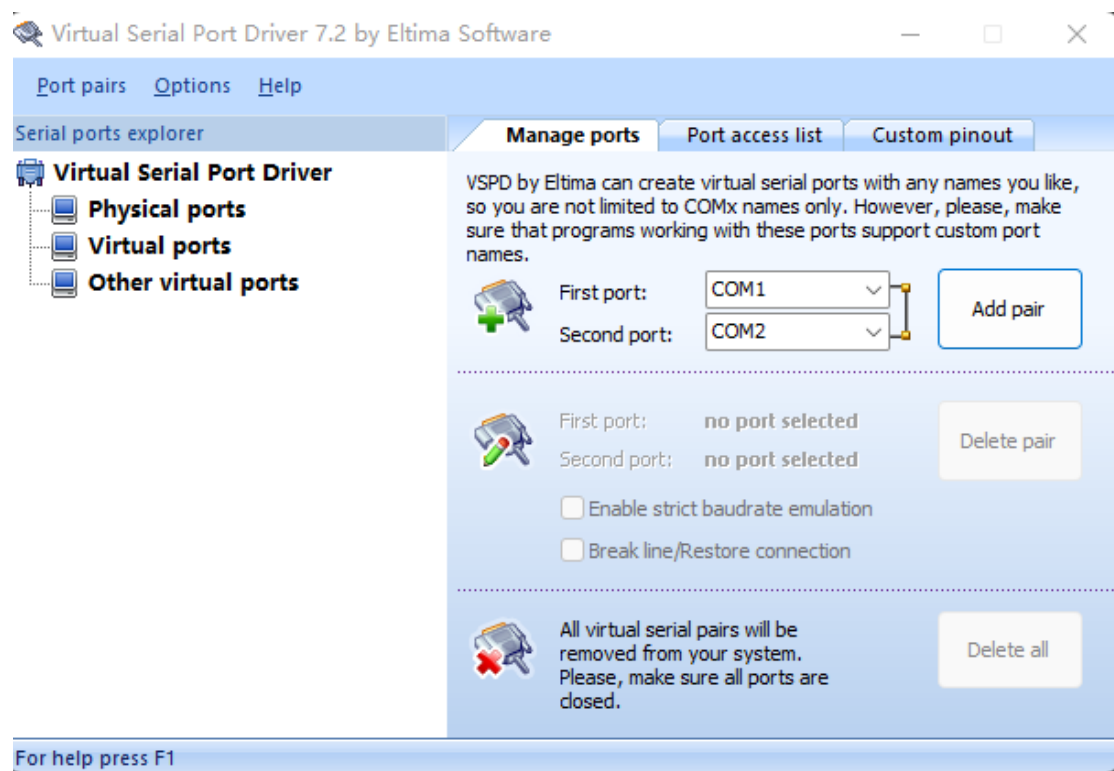 Virtual Serial Port Driver 7.2 by Eltima Software
Port pairs Options Help
Serial ports explorer
Virtual Serial Port Driver
Physical ports
Virtual ports
Other virtual ports
Manage ports Port access list Custom pinout
VSPD by Eltima can create virtual serial ports with any names you like,
so you are not limited to COMx names only. However, please, make
sure that programs working with these ports support custom port
names.
First port: COM1
Second port: COM2
Add pair
First port: no port selected
Second port: no port selected
Delete pair
Enable strict baudrate emulation
Break line/Restore connection
All virtual serial pairs will be
removed from your system.
Please, make sure all ports are
closed.
Delete all
For help press F1